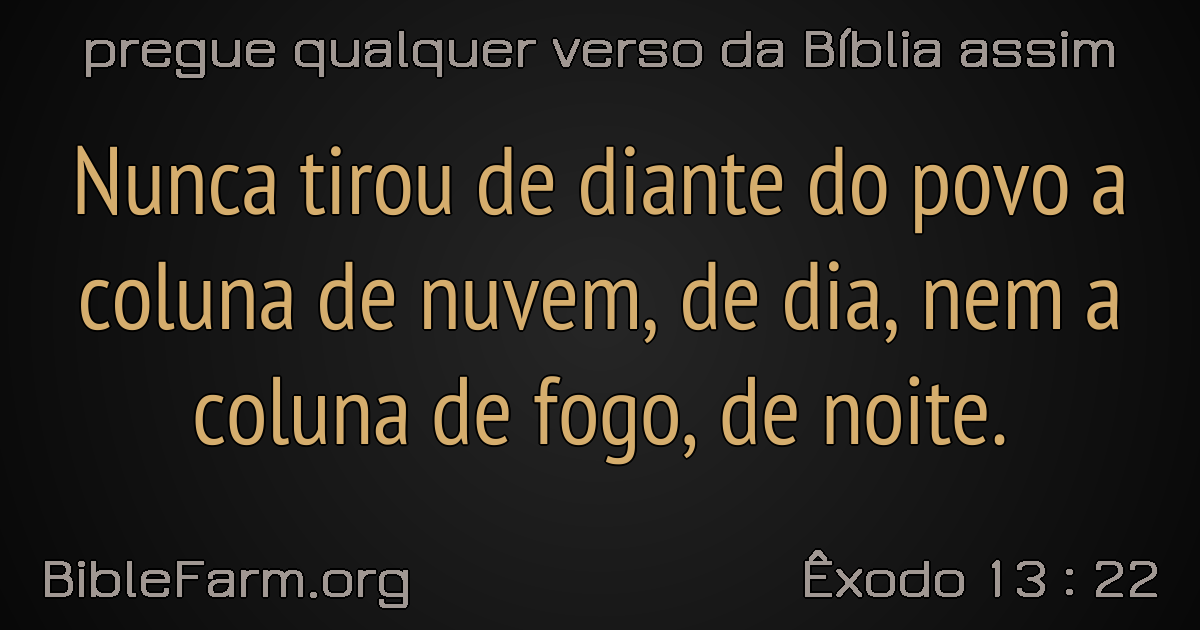 pregue qualquer verso da Bíblia assim
Nunca tirou de diante do povo a
coluna de nuvem, de dia, nem a
coluna de fogo, de noite.
BibleFarm.org
Êxodo 13 : 22